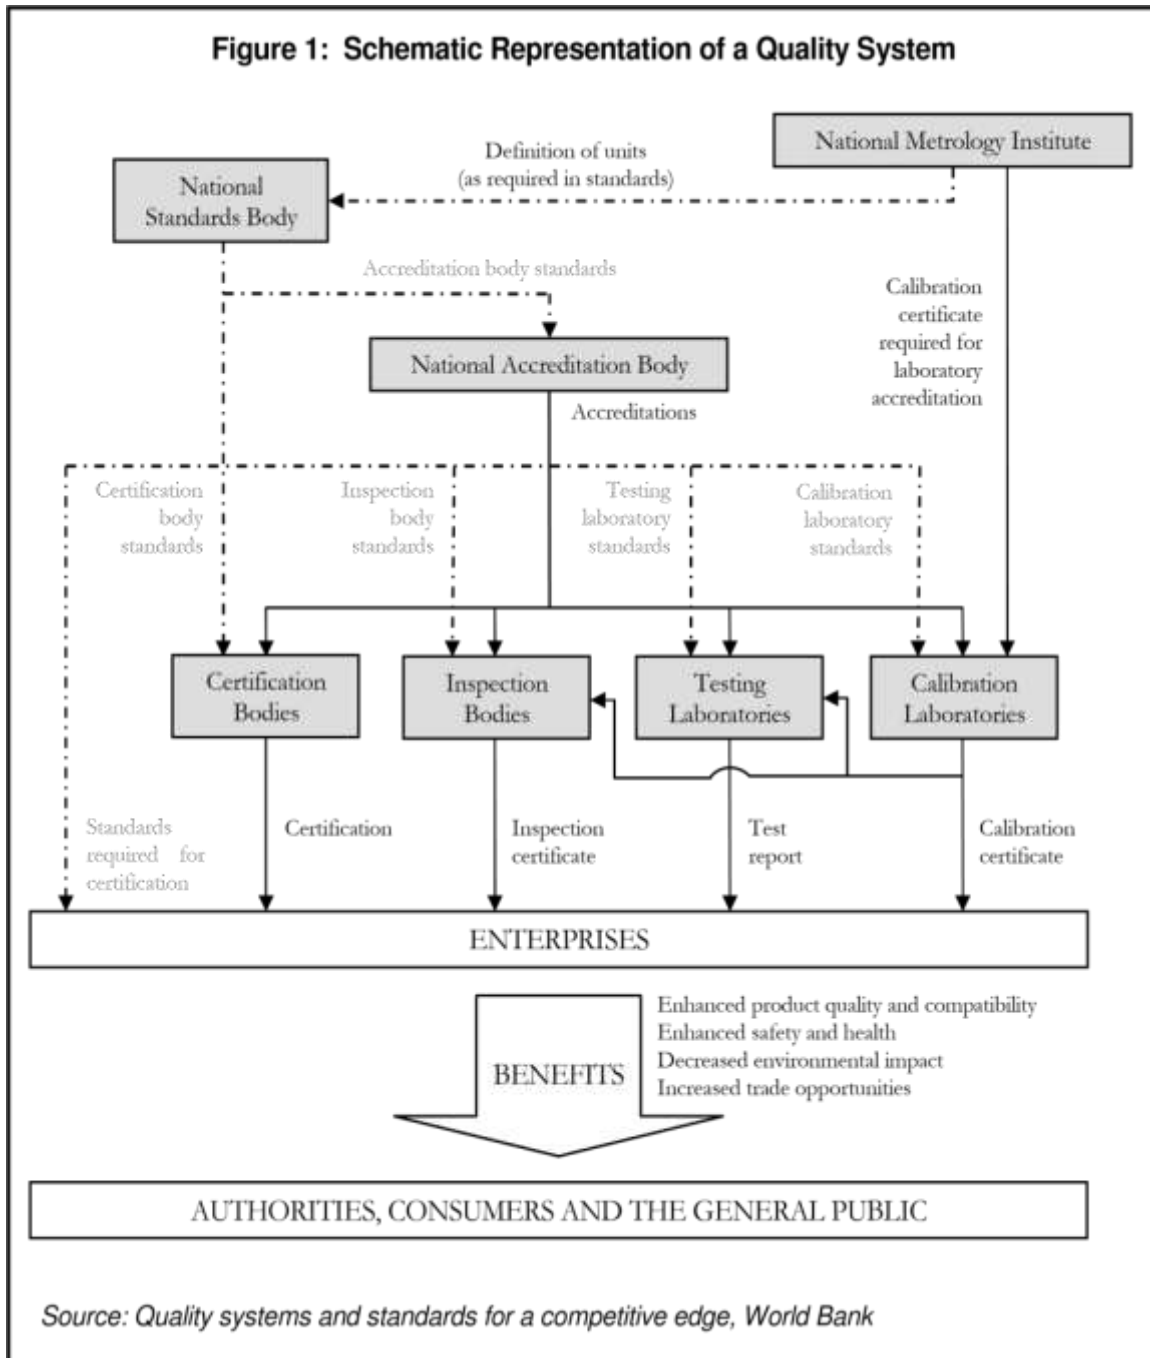 Figure 1: Schematic Representation of a Quality System
National Metrology Institute
Definition of units
(as required in standards)
National
Standards Body
Accreditation body standards
Calibration
certificate
required for
laboratory
accreditation
National Accreditation Body
Accreditations
Certification
body
standards
Inspection
body
standards
Testing
laboratory
standards
Calibration
laboratory
standards
Certification
Bodies
Inspection
Bodies
Testing
Laboratories
Calibration
Laboratories
Standards
required for
certification
Certification
Inspection
certificate
Test
report
Calibration
certificate
ENTERPRISES
Enhanced product quality and compatibility
Enhanced safety and health
Decreased environmental impact
Increased trade opportunities
BENEFITS
AUTHORITIES, CONSUMERS AND THE GENERAL PUBLIC
Source: Quality systems and standards for a competitive edge, World Bank